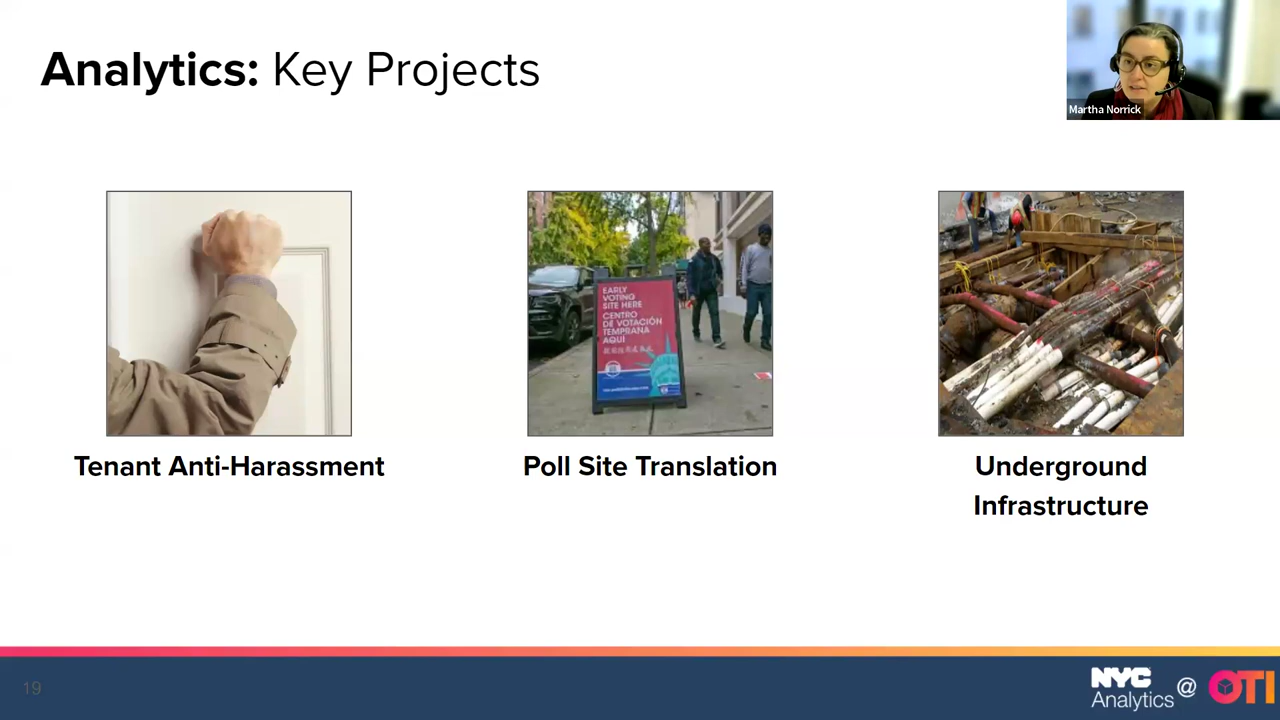 Analytics: Key Projects
Martha Norrick
EARLY
VOTING
SITE HERE
CENTRO
DE VOTACIÓN
TEMPRANA
AQUÍ
Tenant Anti-Harassment
Poll Site Translation
Underground
Infrastructure
19
NYC
Analytics @ OTI